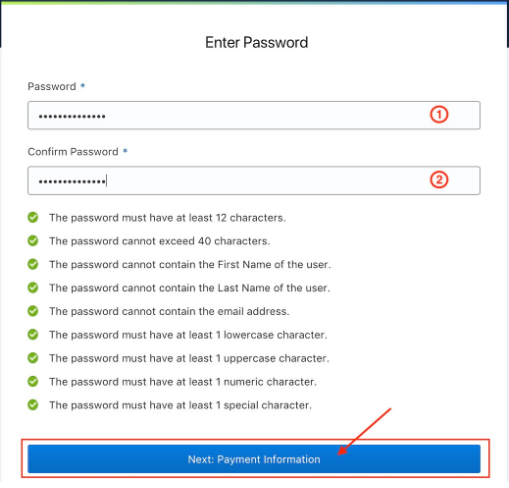 Enter Password
Password *
•••••••••••••• 1
Confirm Password *
•••••••••••••• 2
The password must have at least 12 characters.
The password cannot exceed 40 characters.
The password cannot contain the First Name of the user.
The password cannot contain the Last Name of the user.
The password cannot contain the email address.
The password must have at least 1 lowercase character.
The password must have at least 1 uppercase character.
The password must have at least 1 numeric character.
The password must have at least 1 special character.
Next: Payment Information